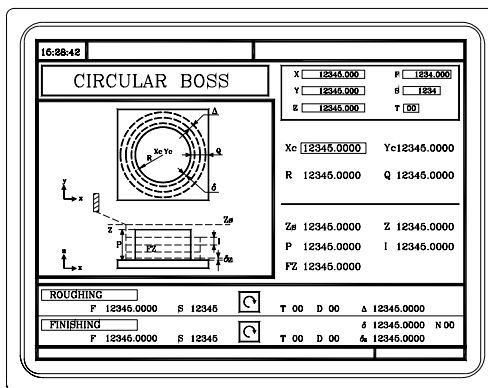 15:28:42
CIRCULAR BOSS
X 12345.000 F 1234.000
Y 12345.000 S 1234
Z 12345.000 T 00
Δ
Xc Yc
R
Q
δ
y
x
Zs
Z
P
FZ
I
δz
z
x
Xc 12345.0000 Yc12345.0000
R 12345.0000 Q 12345.0000
Zs 12345.0000 Z 12345.0000
P 12345.0000 I 12345.0000
FZ 12345.0000
ROUGHING
F 12345.0000 S 12345 T 00 D 00 Δ 12345.0000
FINISHING
δ 12345.0000 N 00
F 12345.0000 S 12345 T 00 D 00 δz 12345.0000